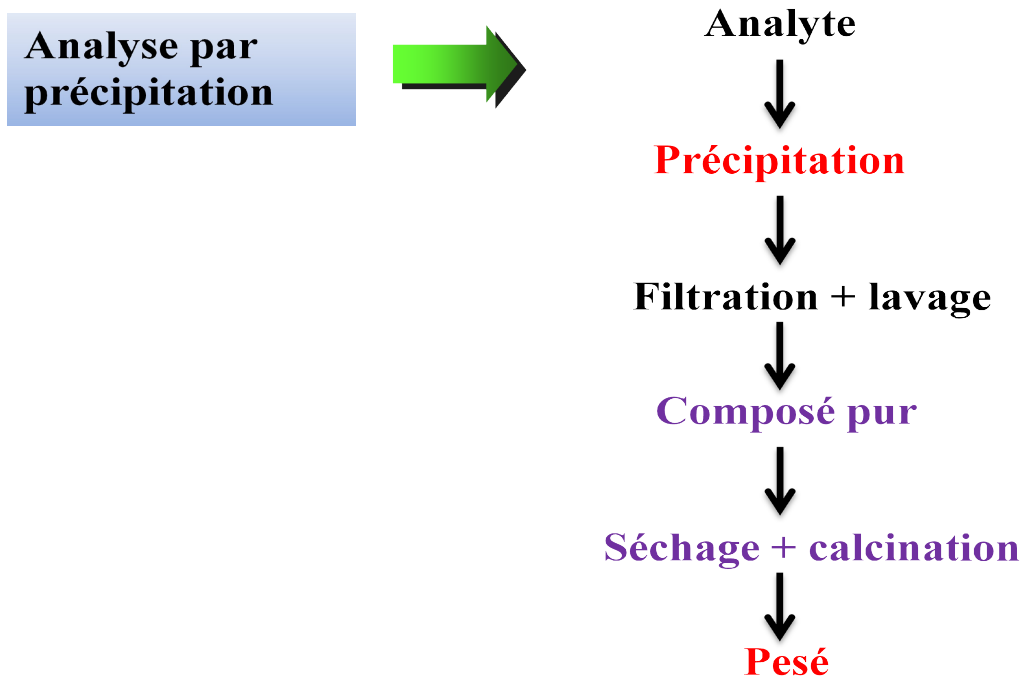 Analyse par
précipitation
Analyte
Précipitation
Filtration + lavage
Composé pur
Séchage + calcination
Pesé